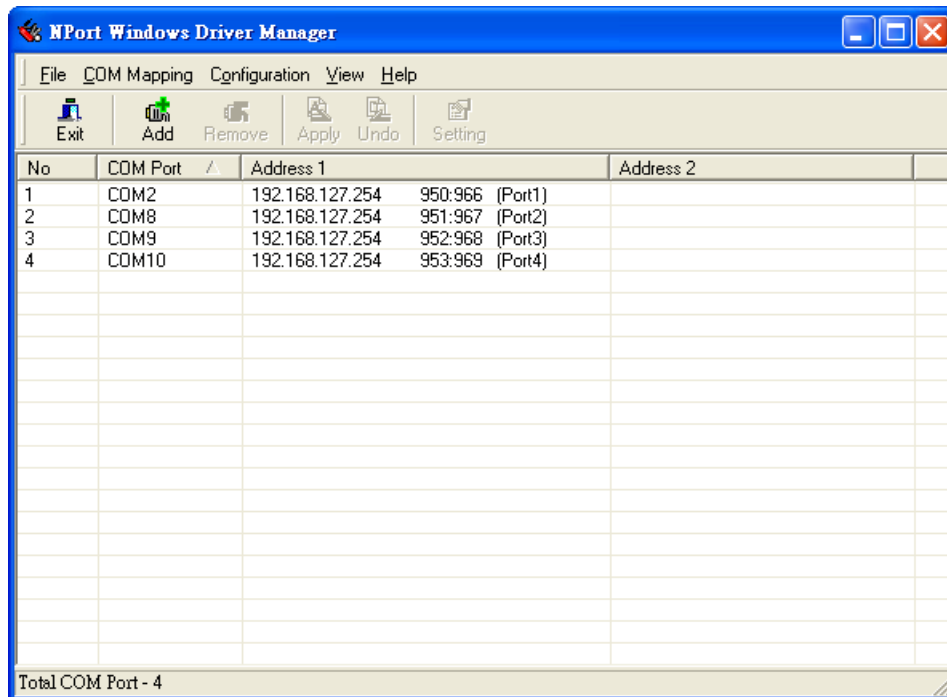 NPort Windows Driver Manager
File COM Mapping Configuration View Help
Exit Add Remove Apply Undo Setting
No COM Port Address 1 Address 2
1 COM2 192.168.127.254 950:966 (Port1)
2 COM8 192.168.127.254 951:967 (Port2)
3 COM9 192.168.127.254 952:968 (Port3)
4 COM10 192.168.127.254 953:969 (Port4)
Total COM Port - 4